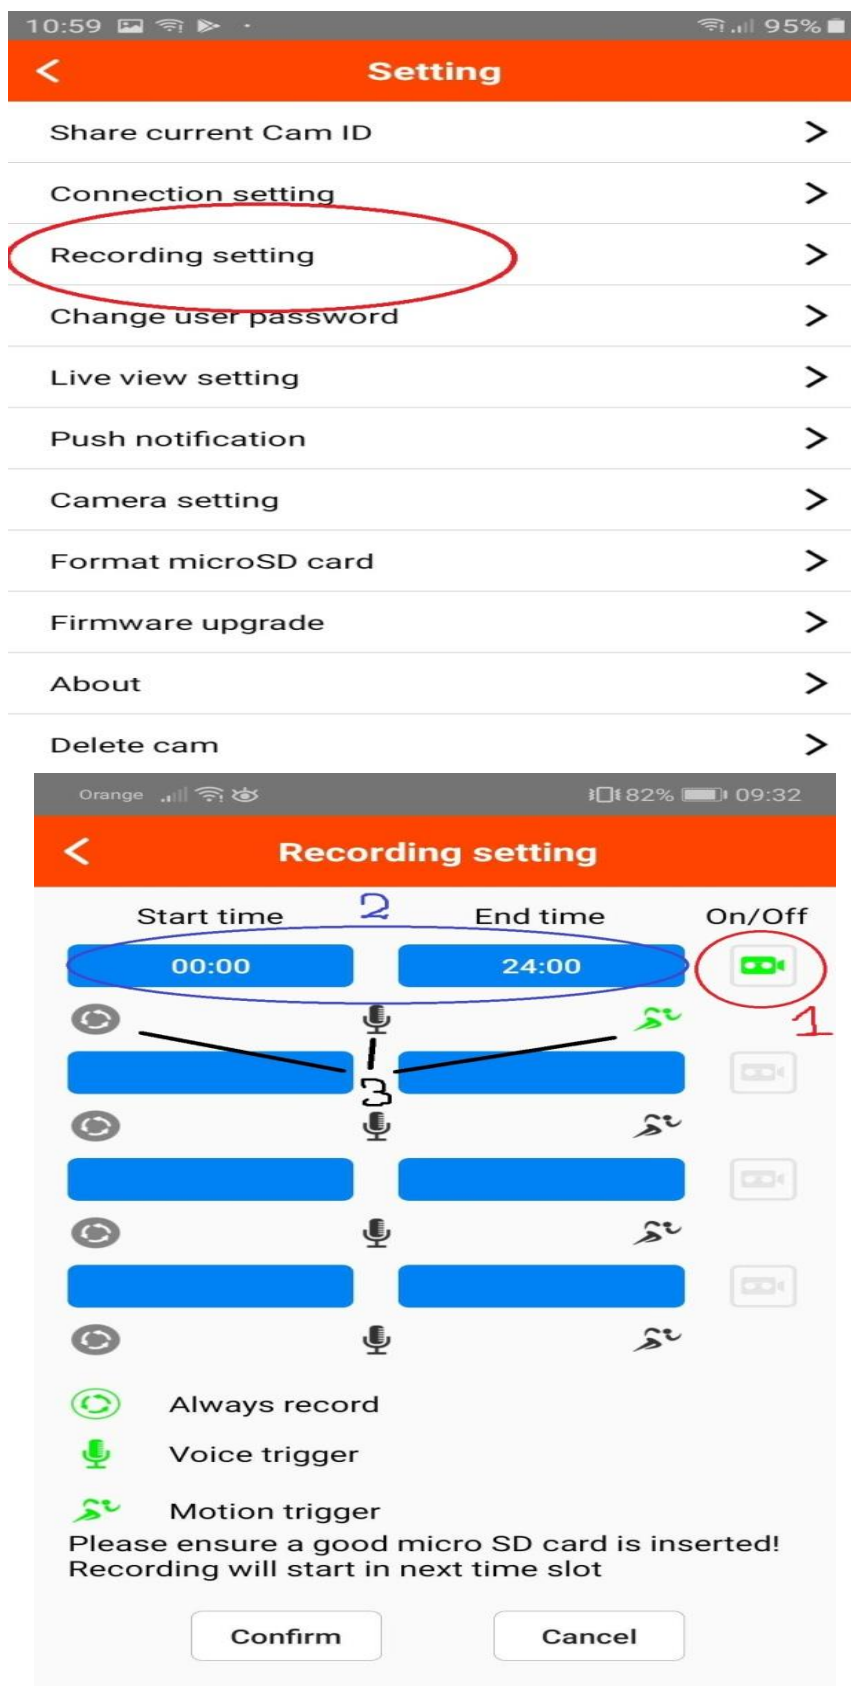 10:59 95%
Setting
Share current Cam ID
Connection setting
Recording setting
Change user password
Live view setting
Push notification
Camera setting
Format microSD card
Firmware upgrade
About
Delete cam
Orange 82% 09:32
Recording setting
Start time 2 End time On/Off
00:00 24:00
1
3
Always record
Voice trigger
Motion trigger
Please ensure a good micro SD card is inserted!
Recording will start in next time slot
Confirm Cancel